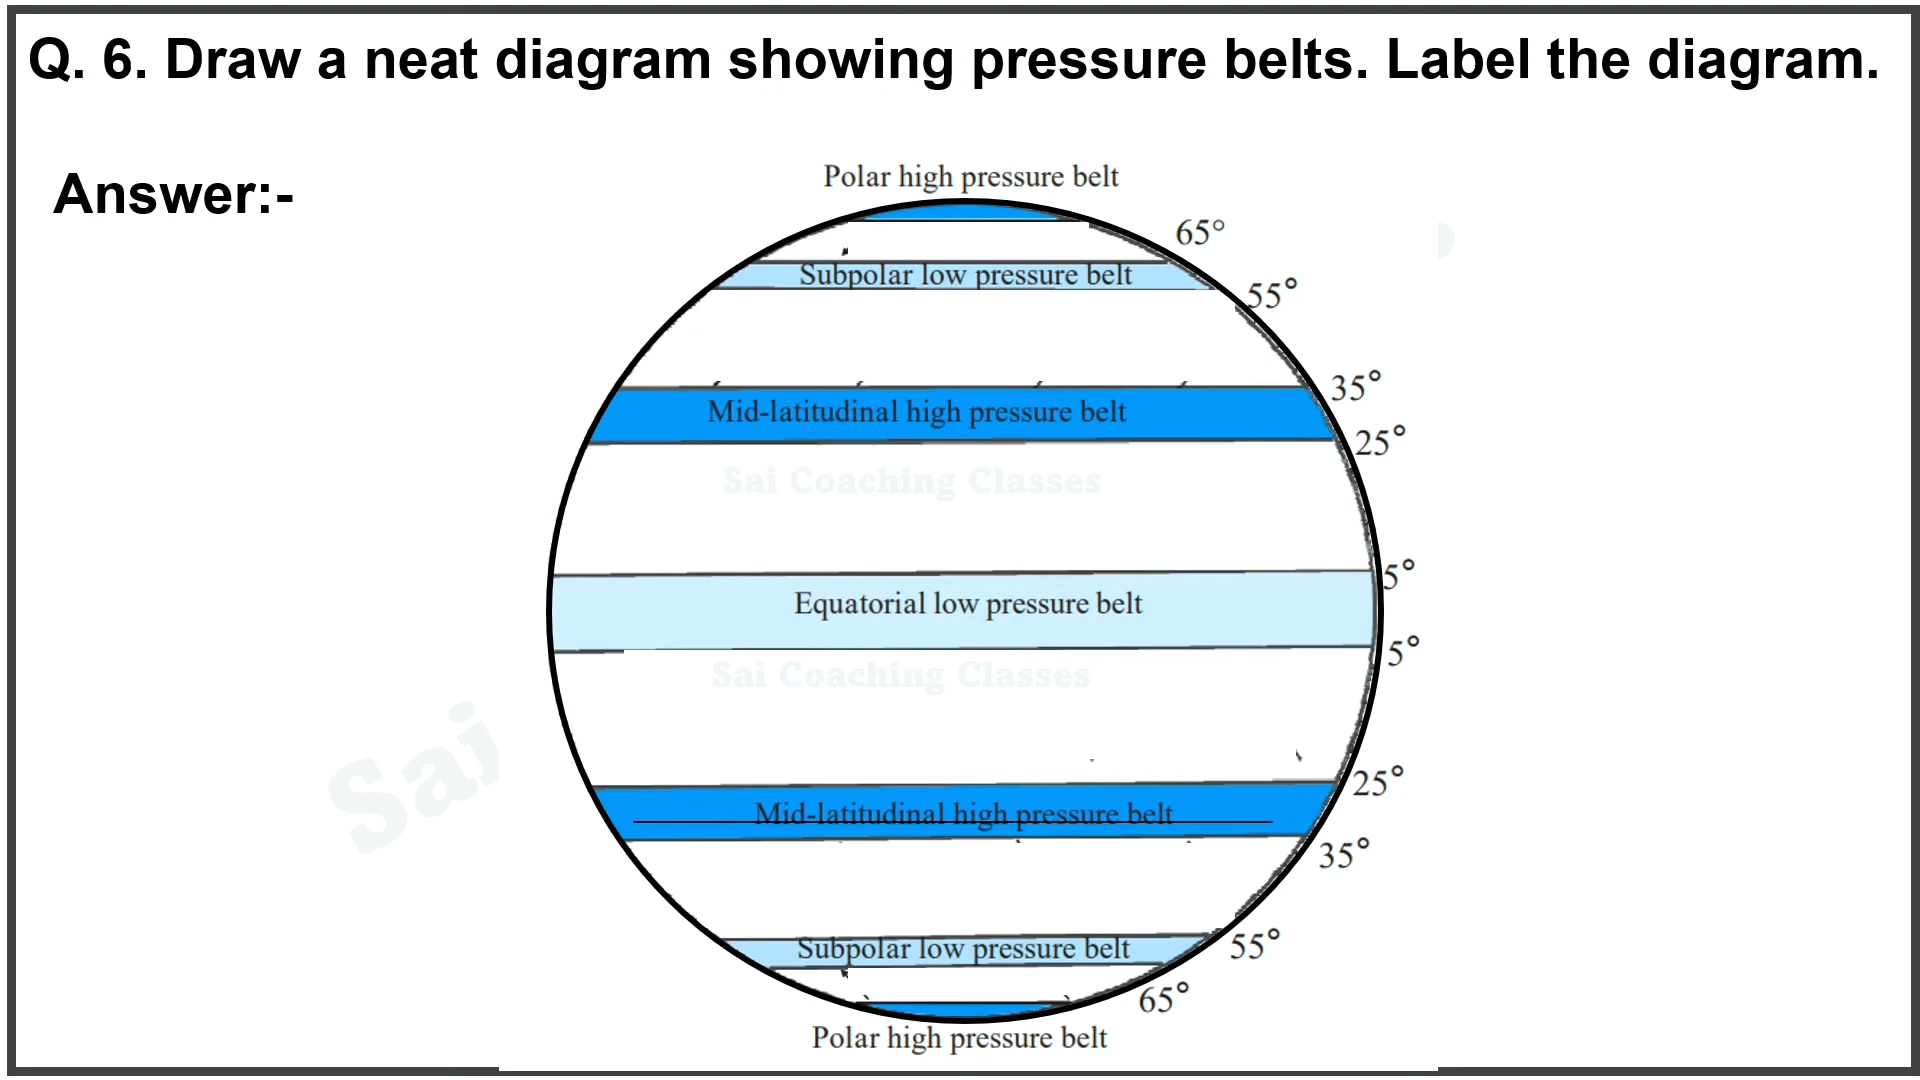 Q. 6. Draw a neat diagram showing pressure belts. Label the diagram.
Answer:-
Polar high pressure belt
65°
Subpolar low pressure belt
55°
35°
Mid-latitudinal high pressure belt
25°
Sai Coaching Classes
5°
Equatorial low pressure belt
5°
Sai Coaching Classes
Sai
25°
Mid-latitudinal high pressure belt
35°
Subpolar low pressure belt
55°
65°
Polar high pressure belt